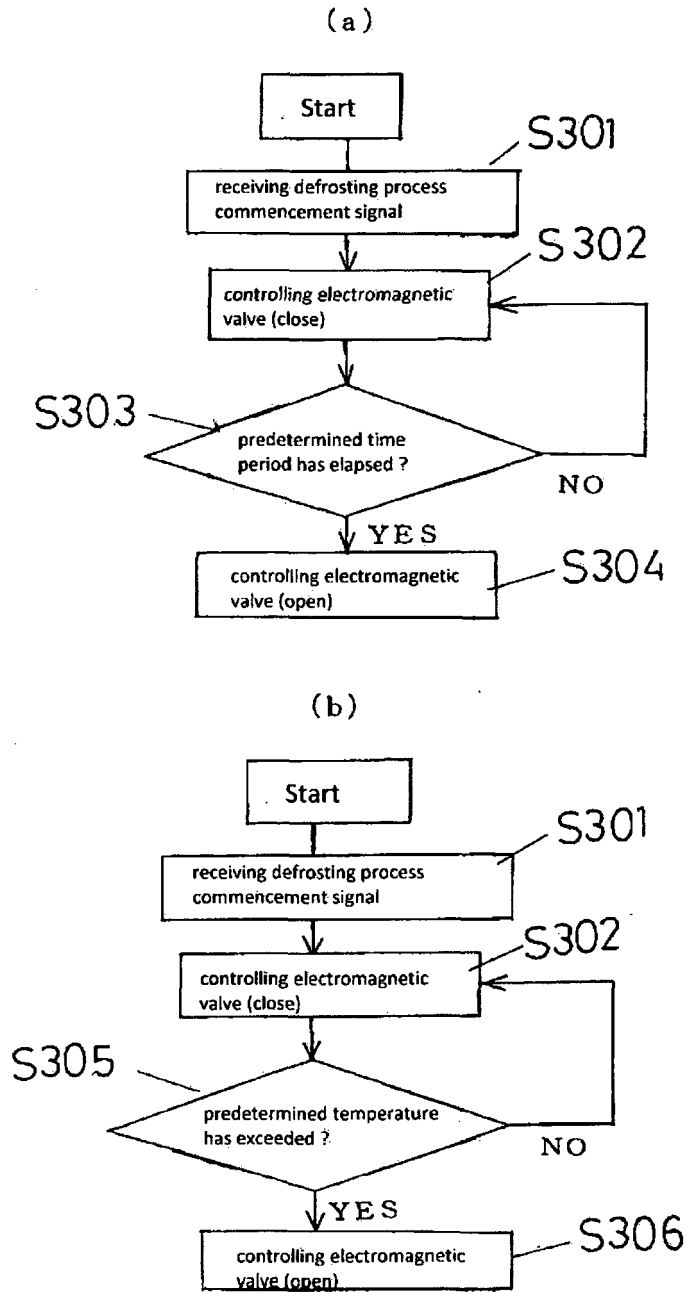 (a)
Start
S301
receiving defrosting process
commencement signal
S302
controlling electromagnetic
valve (close)
S303
predetermined time
period has elapsed ?
NO
YES
S304
controlling electromagnetic
valve (open)
(b)
Start
S301
receiving defrosting process
commencement signal
S302
controlling electromagnetic
valve (close)
S305
predetermined temperature
has exceeded ?
NO
YES
S306
controlling electromagnetic
valve (open)